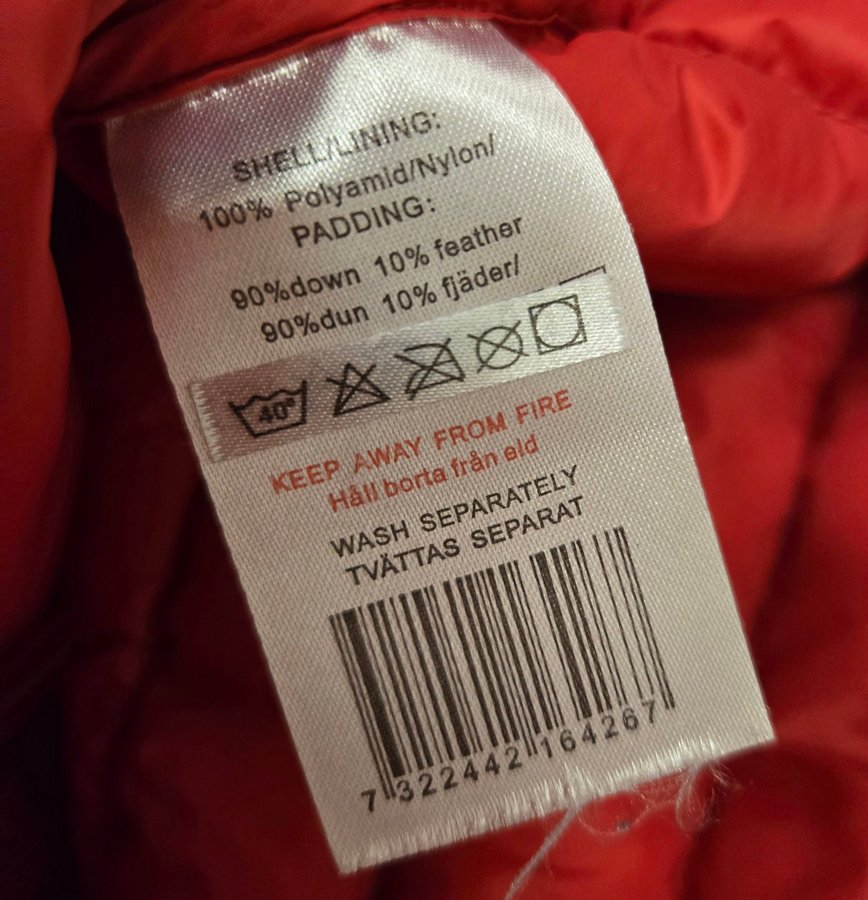 SHELL/LINING:
100% Polyamid/Nylon/
PADDING:
90%down 10% feather
90%dun 10% fjäder/
40°
KEEP AWAY FROM FIRE
Håll borta från eld
WASH SEPARATELY
TVÄTTAS SEPARAT
7 322442 164267